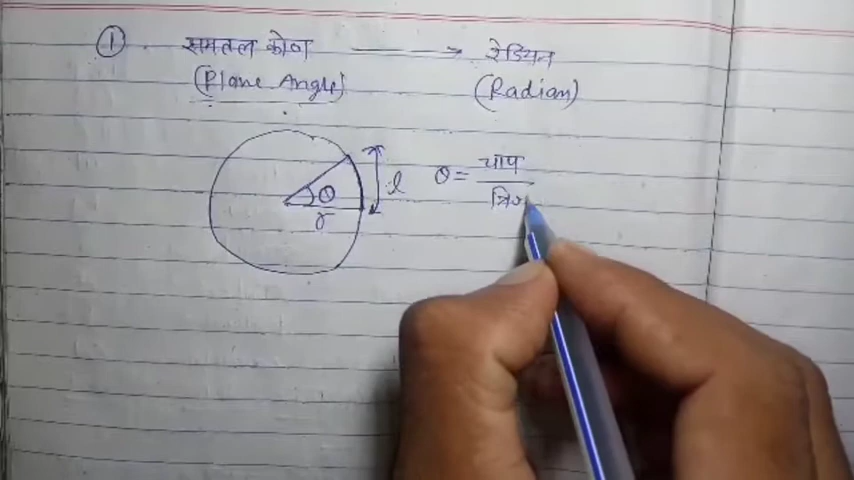 ① समतल कोण → रेडियन
(Plane Angle) (Radian)
θ = चाप
θ l
r